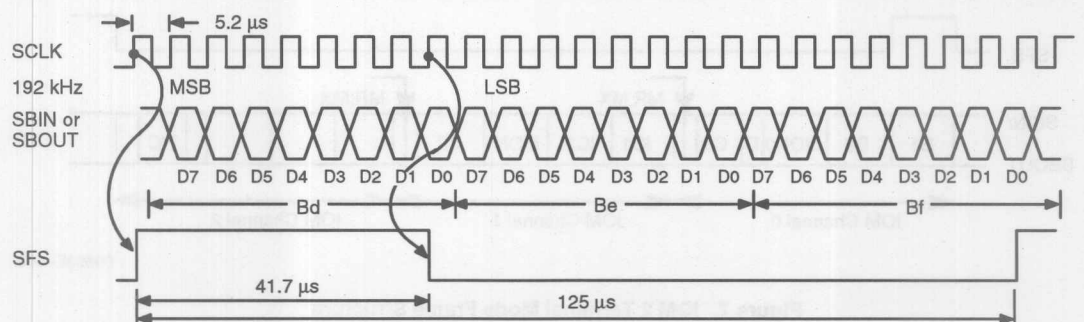 5.2 µs
SCLK
192 kHz
MSB
LSB
SBIN or
SBOUT
D7 D6 D5 D4 D3 D2 D1 D0 D7 D6 D5 D4 D3 D2 D1 D0 D7 D6 D5 D4 D3 D2 D1 D0
Bd Be Bf
SFS
41.7 µs
125 µs